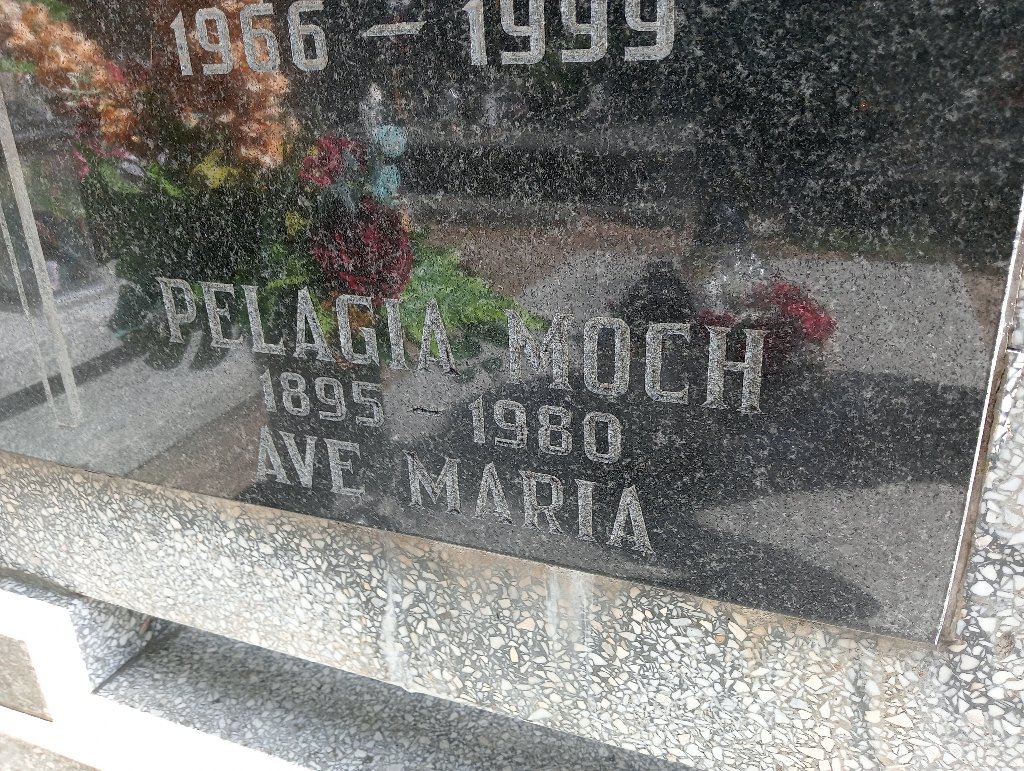 1966 – 1999
PELAGIA MOCH
1895 - 1980
AVE MARIA